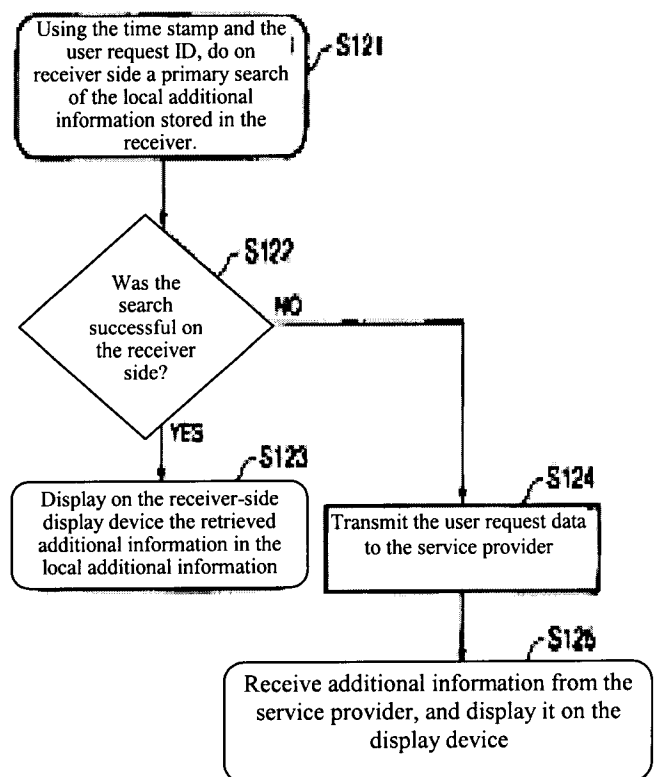 Using the time stamp and the
user request ID, do on
receiver side a primary search
of the local additional
information stored in the
receiver.
S121
S122
Was the
search
successful on
the receiver
side?
NO
YES
S123
Display on the receiver-side
display device the retrieved
additional information in the
local additional information
S124
Transmit the user request data
to the service provider
S125
Receive additional information from the
service provider, and display it on the
display device